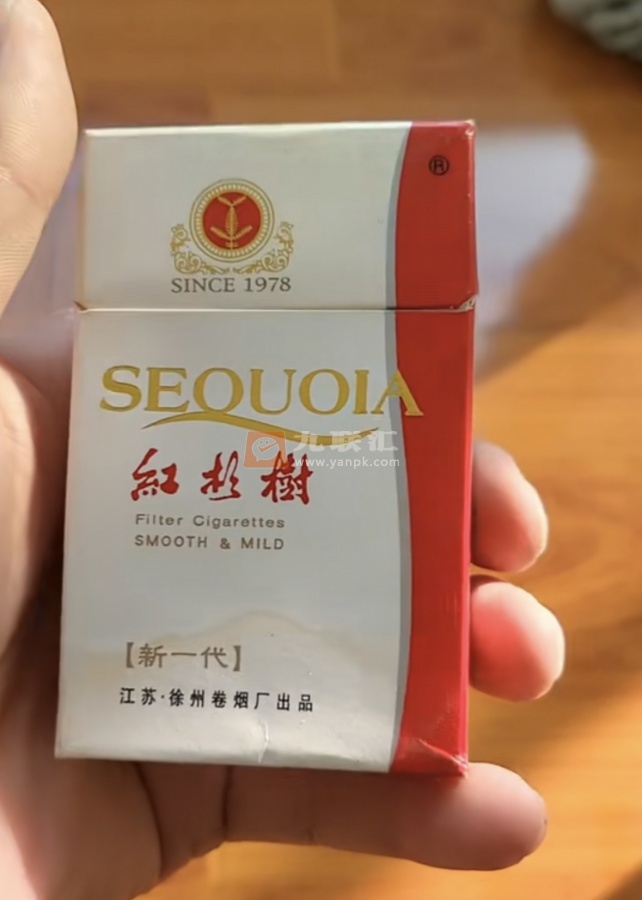 ®
SINCE 1978
SEQUOIA
九联汇
www.yanpk.com
紅杉樹
Filter Cigarettes
SMOOTH & MILD
【新一代】
江苏·徐州卷烟厂出品